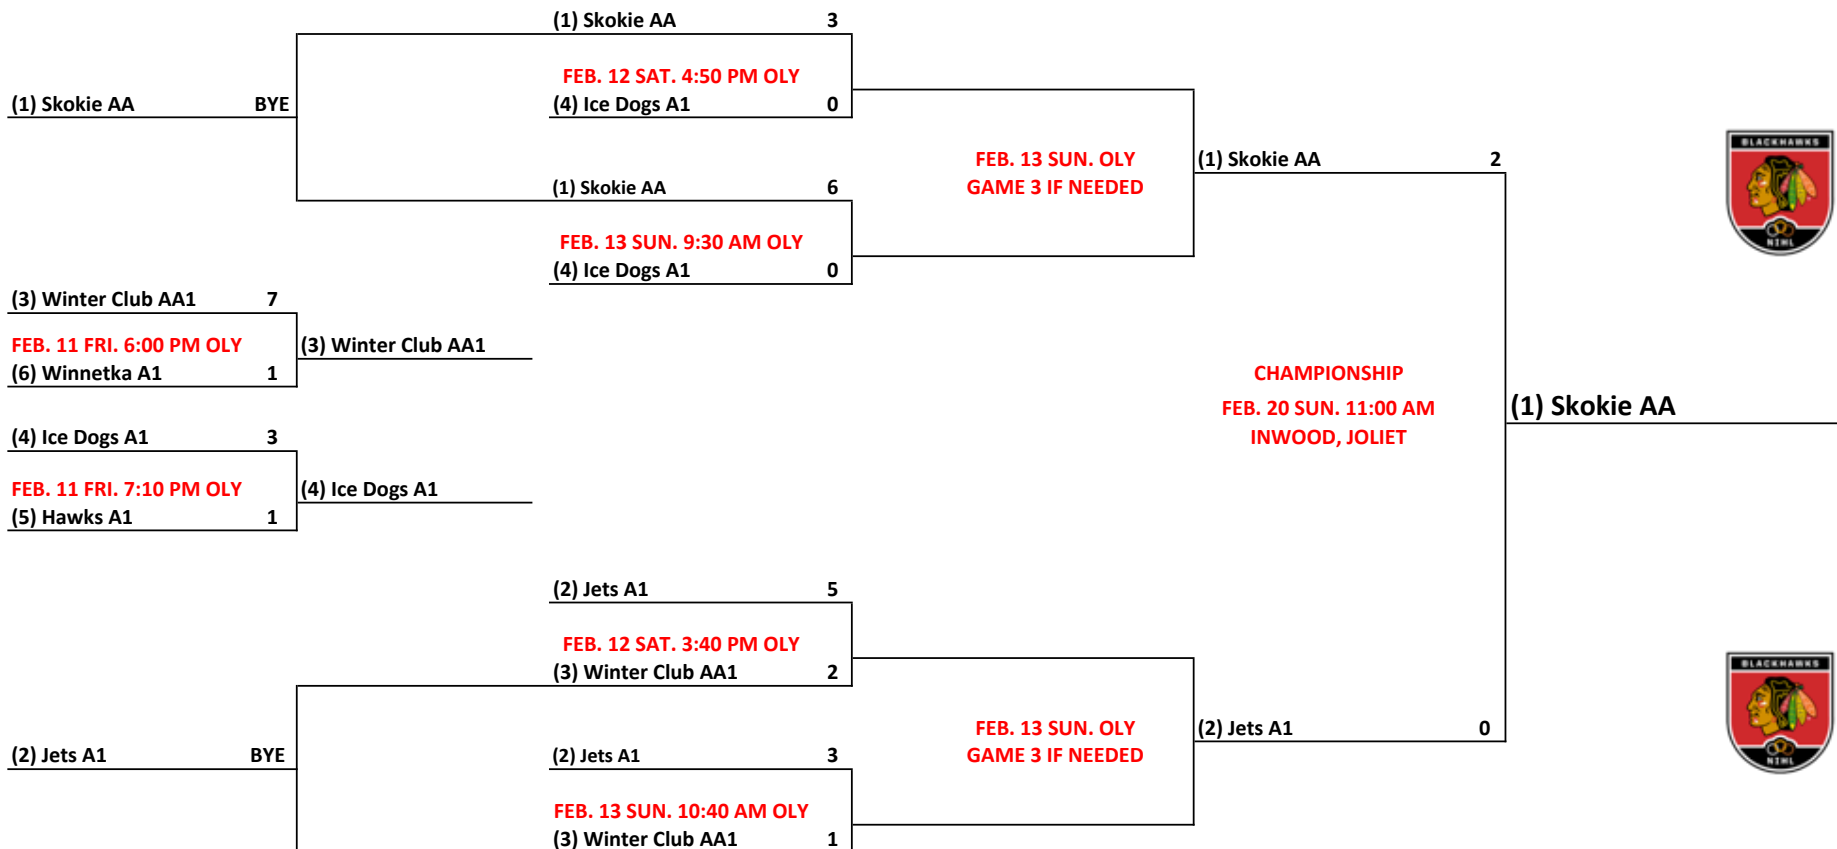 (1) Skokie AA 3
FEB. 12 SAT. 4:50 PM OLY
(1) Skokie AA BYE
(4) Ice Dogs A1 0
BLACKHAWKS
NIHL
FEB. 13 SUN. OLY
GAME 3 IF NEEDED
(1) Skokie AA 2
(1) Skokie AA 6
FEB. 13 SUN. 9:30 AM OLY
(4) Ice Dogs A1 0
(3) Winter Club AA1 7
FEB. 11 FRI. 6:00 PM OLY
(3) Winter Club AA1
(6) Winnetka A1 1
CHAMPIONSHIP
FEB. 20 SUN. 11:00 AM
INWOOD, JOLIET
(1) Skokie AA
(4) Ice Dogs A1 3
FEB. 11 FRI. 7:10 PM OLY
(4) Ice Dogs A1
(5) Hawks A1 1
(2) Jets A1 5
FEB. 12 SAT. 3:40 PM OLY
(3) Winter Club AA1 2
BLACKHAWKS
NIHL
FEB. 13 SUN. OLY
GAME 3 IF NEEDED
(2) Jets A1 0
(2) Jets A1 BYE
(2) Jets A1 3
FEB. 13 SUN. 10:40 AM OLY
(3) Winter Club AA1 1